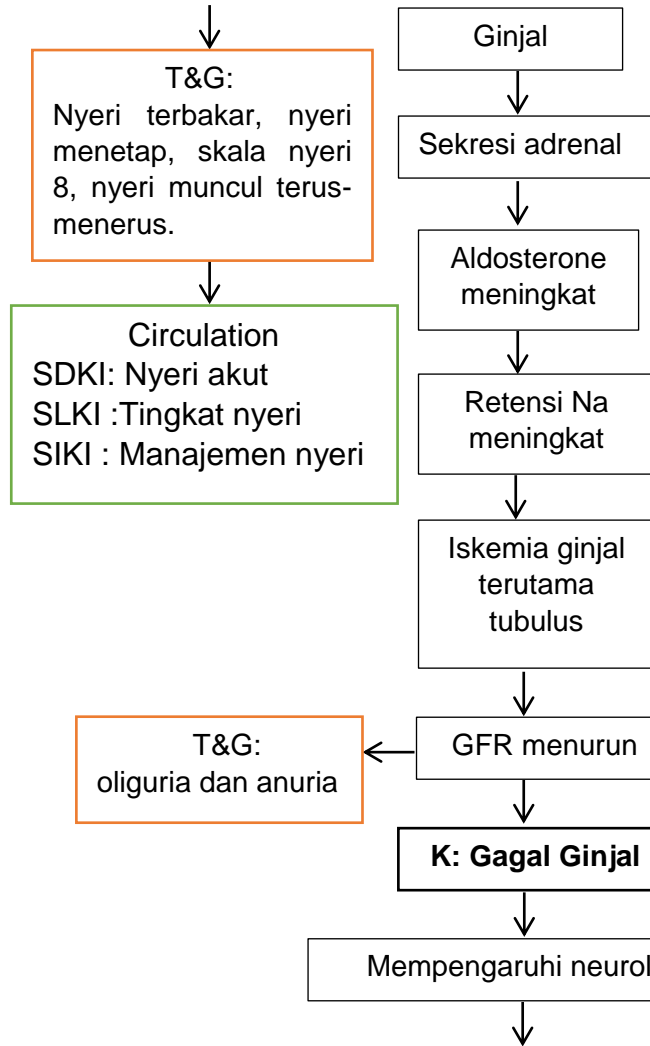 T&G:
Nyeri terbakar, nyeri
menetap, skala nyeri
8, nyeri muncul terus-
menerus.
Circulation
SDKI: Nyeri akut
SLKI :Tingkat nyeri
SIKI : Manajemen nyeri
Ginjal
Sekresi adrenal
Aldosterone
meningkat
Retensi Na
meningkat
Iskemia ginjal
terutama
tubulus
GFR menurun
T&G:
oliguria dan anuria
K: Gagal Ginjal
Mempengaruhi neurol